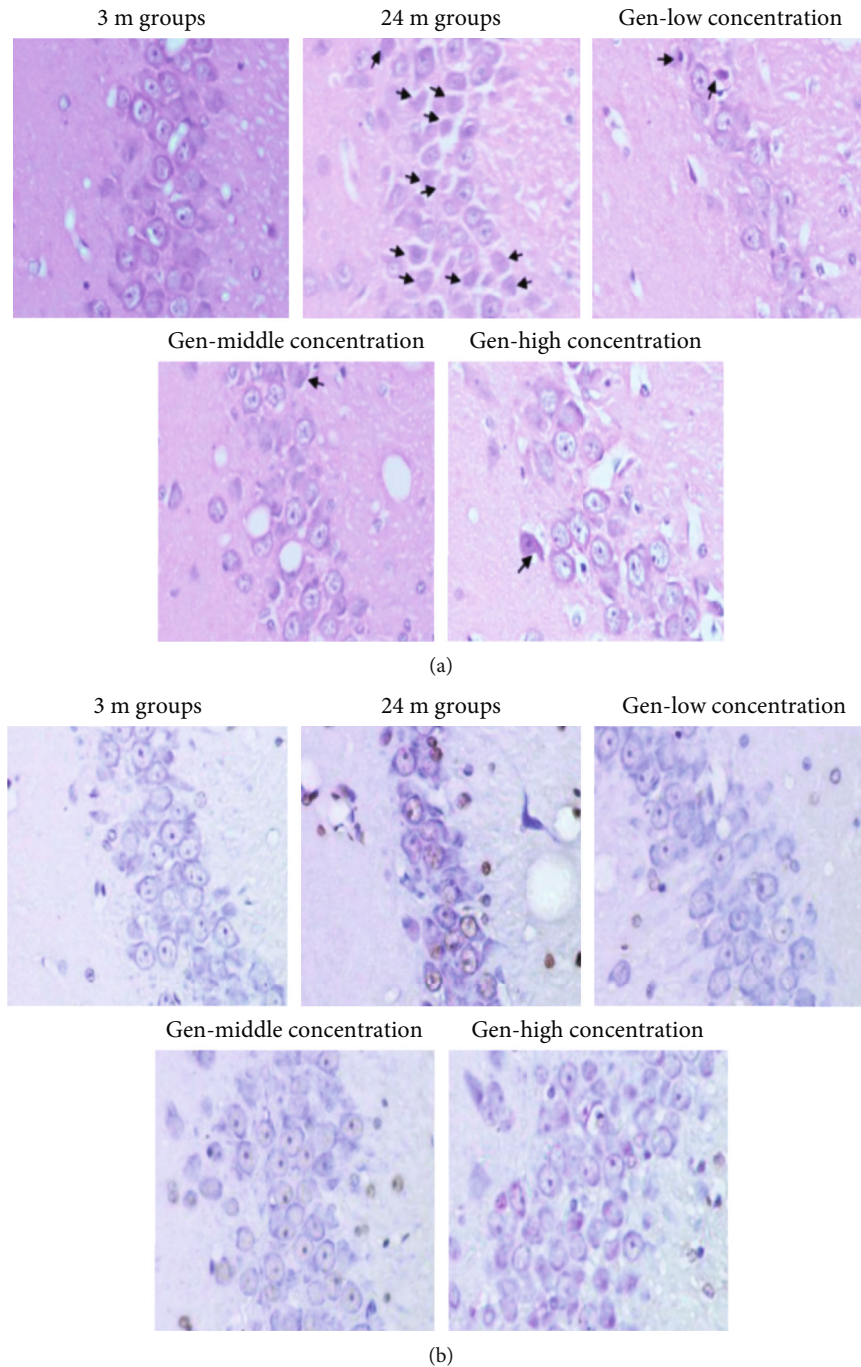 3 m groups
24 m groups
Gen-low concentration
Gen-middle concentration
Gen-high concentration
(a)
3 m groups
24 m groups
Gen-low concentration
Gen-middle concentration
Gen-high concentration
(b)